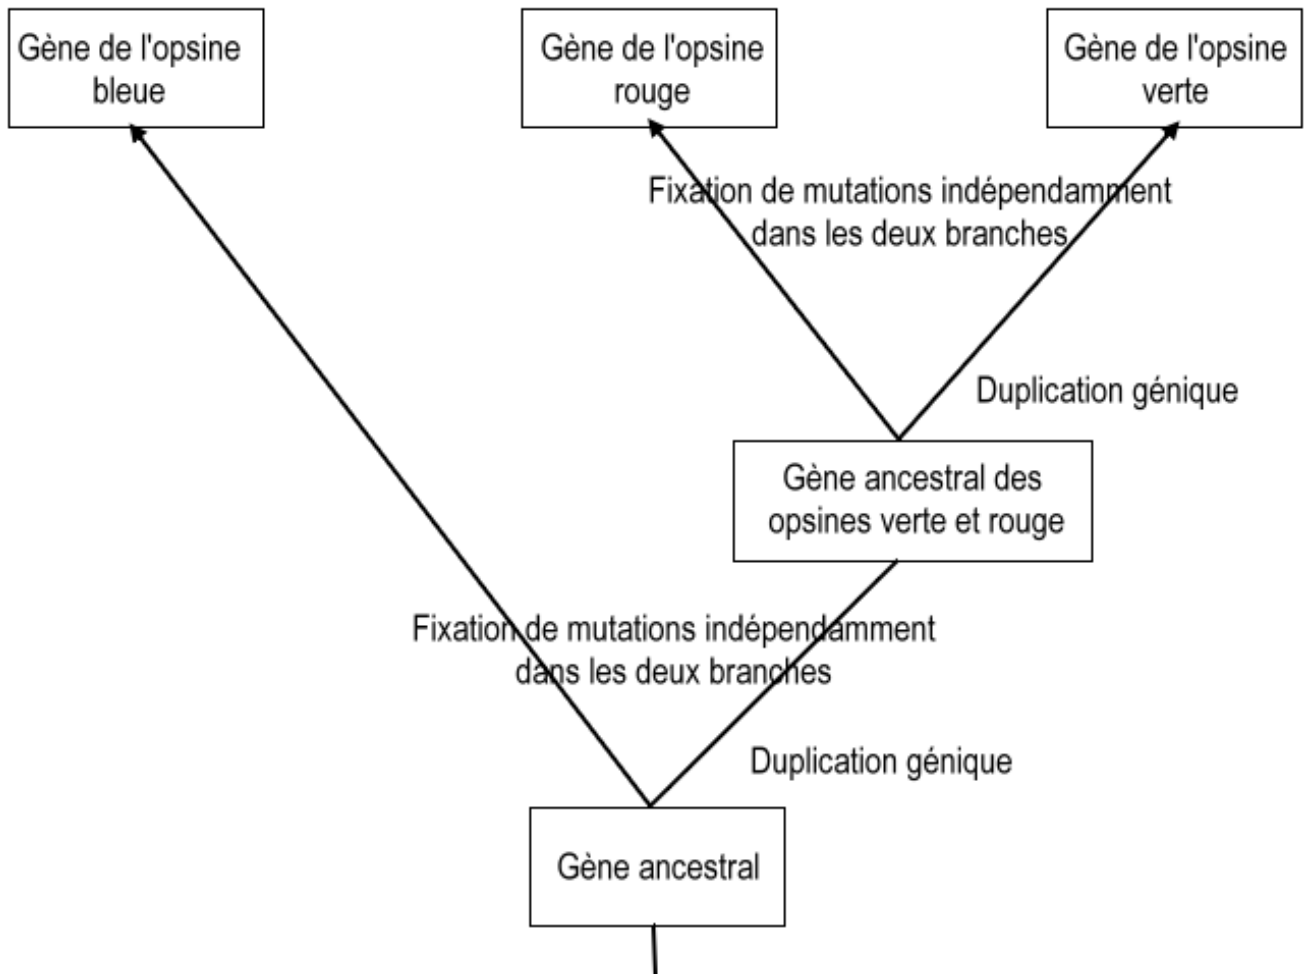 Gène de l'opsine
bleue
Gène de l'opsine
rouge
Gène de l'opsine
verte
Fixation de mutations indépendamment
dans les deux branches
Duplication génique
Gène ancestral des
opsines verte et rouge
Fixation de mutations indépendamment
dans les deux branches
Duplication génique
Gène ancestral